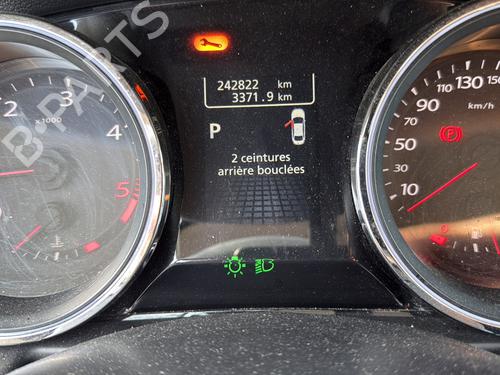 242822 km
3371.9 km
P
2 ceintures
arrière bouclées
2 3 4 5
x1000
10 30 50 70 90 110 130 150
km/h
P
B-PARTS